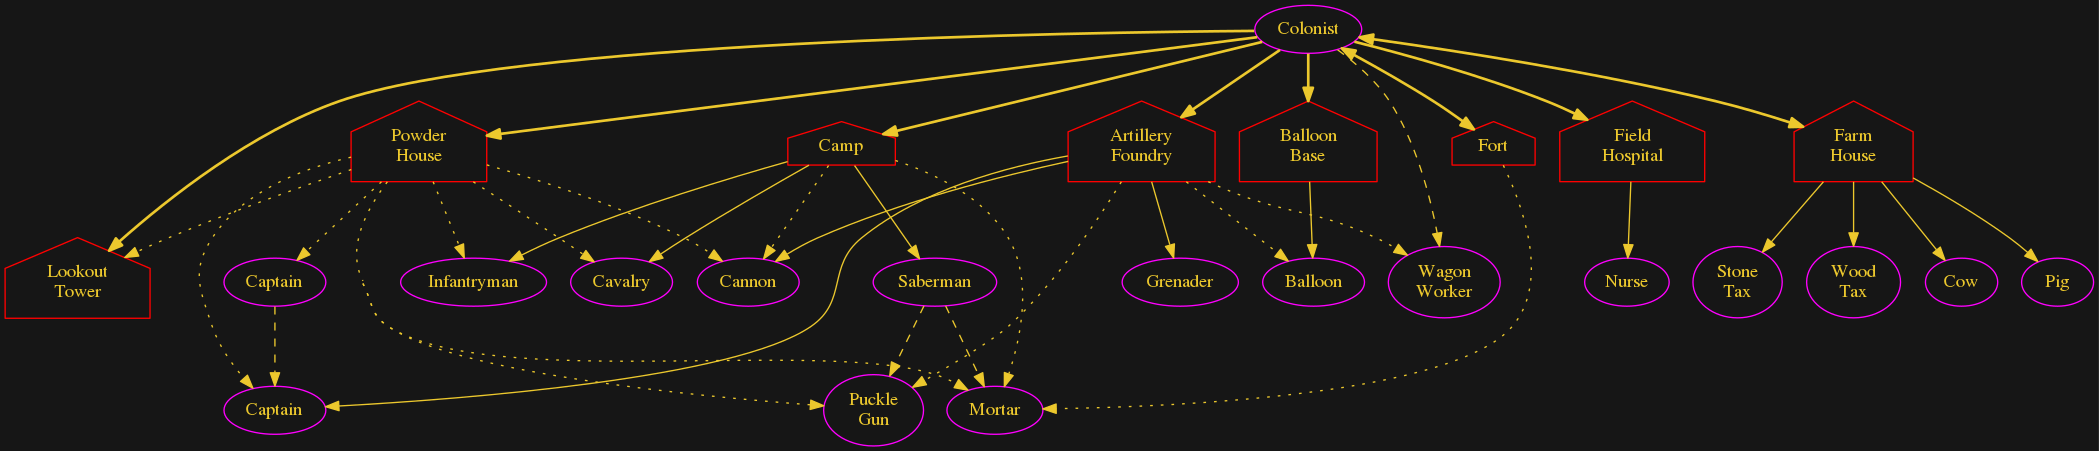 Colonist
Powder
House
Camp
Artillery
Foundry
Balloon
Base
Fort
Field
Hospital
Farm
House
Lookout
Tower
Captain
Infantryman
Cavalry
Cannon
Saberman
Grenader
Balloon
Wagon
Worker
Nurse
Stone
Tax
Wood
Tax
Cow
Pig
Captain
Puckle
Gun
Mortar